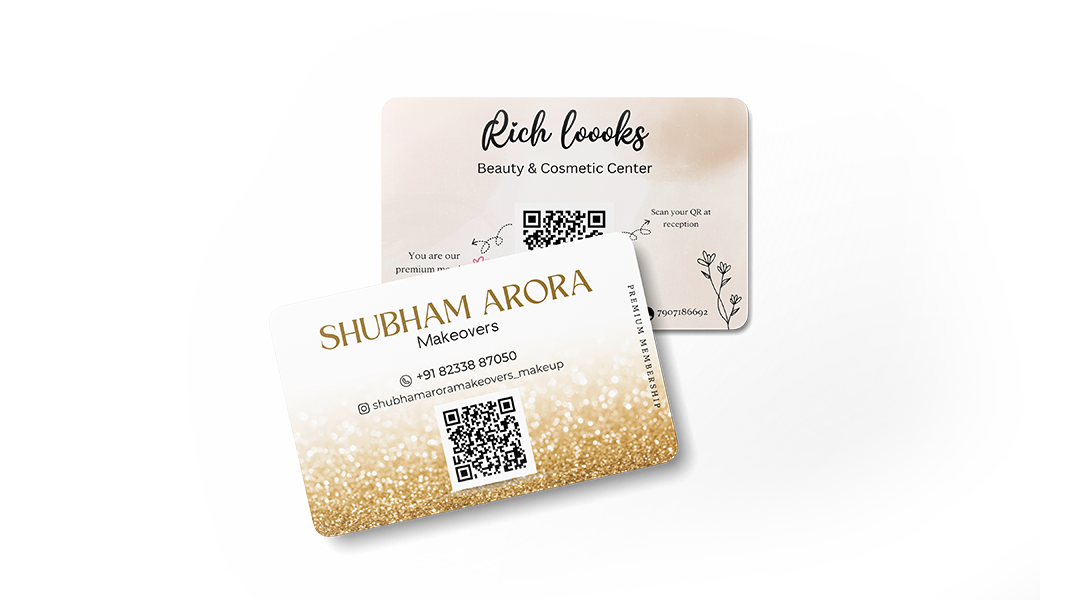 Rich loooks
Beauty & Cosmetic Center
Scan your QR at
reception
You are our
premium
7907186692
SHUBHAM ARORA
Makeovers
+91 82338 87050
shubhamaroramakeovers_makeup
PREMIUM MEMBERSHIP